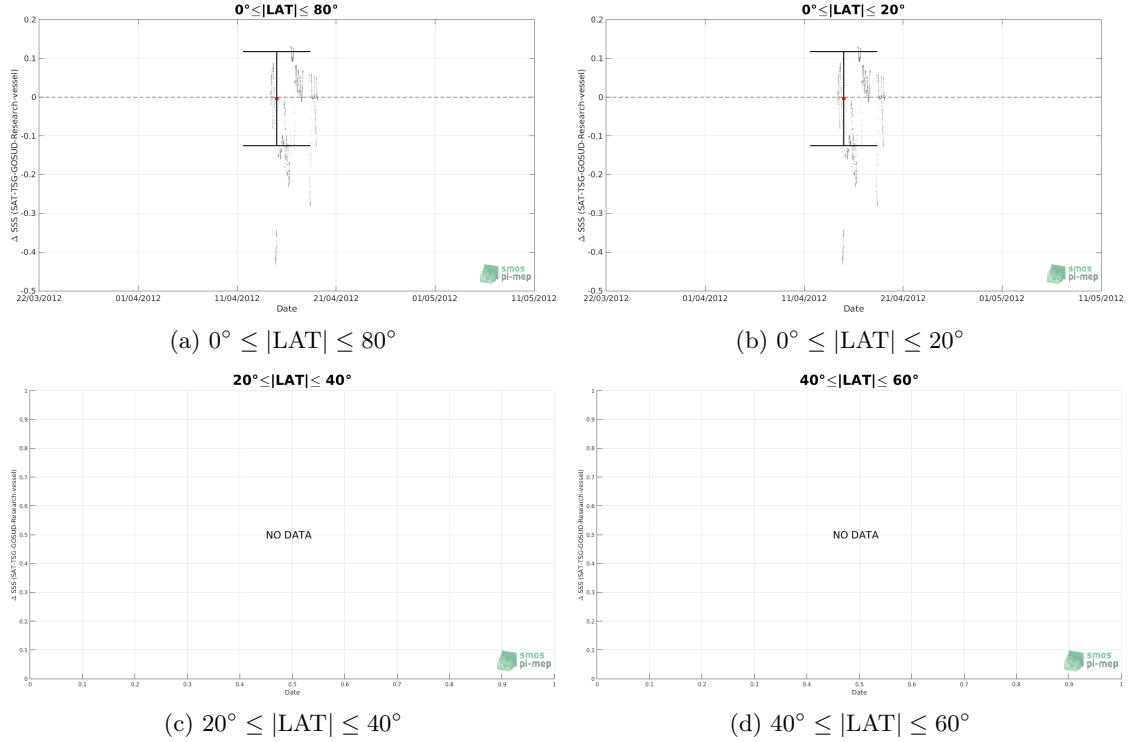 0°≤|LAT|≤ 80°
0.2
0.1
0
-0.1
-0.2
-0.3
-0.4
-0.5
Δ SSS (SAT-TSG-GOSUD-Research-vessel)
22/03/2012 01/04/2012 11/04/2012 21/04/2012 01/05/2012 11/05/2012
Date
smos
pi-mep
(a) 0° ≤ |LAT| ≤ 80°
0°≤|LAT|≤ 20°
0.2
0.1
0
-0.1
-0.2
-0.3
-0.4
-0.5
Δ SSS (SAT-TSG-GOSUD-Research-vessel)
22/03/2012 01/04/2012 11/04/2012 21/04/2012 01/05/2012 11/05/2012
Date
smos
pi-mep
(b) 0° ≤ |LAT| ≤ 20°
20°≤|LAT|≤ 40°
1
0.9
0.8
0.7
0.6
0.5
0.4
0.3
0.2
0.1
0
Δ SSS (SAT-TSG-GOSUD-Research-vessel)
NO DATA
0 0.1 0.2 0.3 0.4 0.5 0.6 0.7 0.8 0.9 1
Date
smos
pi-mep
(c) 20° ≤ |LAT| ≤ 40°
40°≤|LAT|≤ 60°
1
0.9
0.8
0.7
0.6
0.5
0.4
0.3
0.2
0.1
0
Δ SSS (SAT-TSG-GOSUD-Research-vessel)
NO DATA
0 0.1 0.2 0.3 0.4 0.5 0.6 0.7 0.8 0.9 1
Date
smos
pi-mep
(d) 40° ≤ |LAT| ≤ 60°